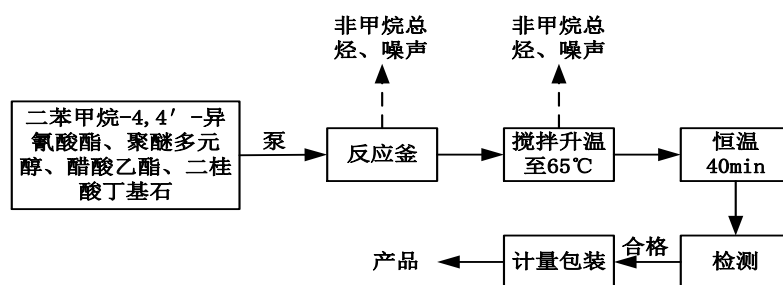 非甲烷总
烃、噪声
非甲烷总
烃、噪声
二苯甲烷-4,4′-异
氰酸酯、聚醚多元
醇、醋酸乙酯、二桂
酸丁基石
泵
反应釜
搅拌升温
至65℃
恒温
40min
产品
计量包装
合格
检测